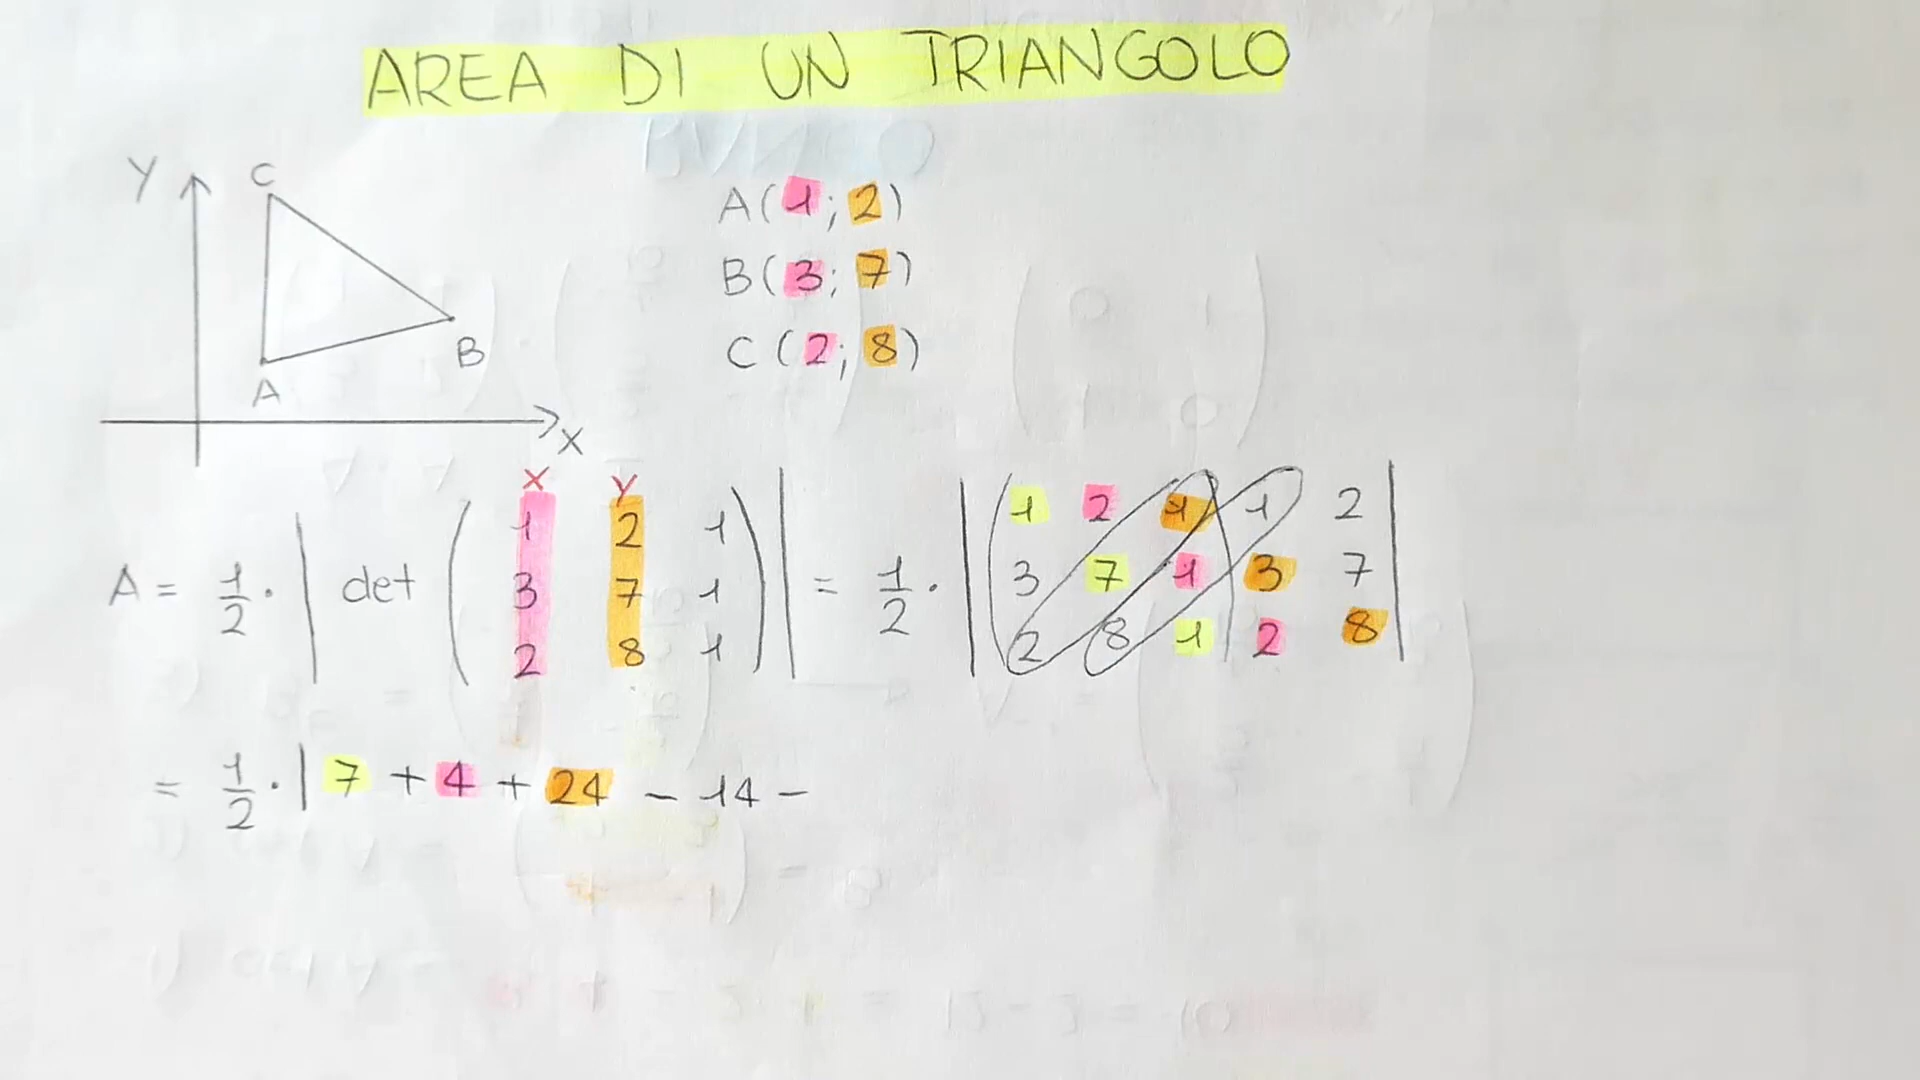 AREA DI UN TRIANGOLO
Y
C
A
B
X
A(1; 2)
B(3; 7)
C(2; 8)
X Y
A = 1/2 · | det ( 1 2 1
3 7 1
2 8 1 ) | = 1/2 · | ( 1 2 1 ) 1 2
3 7 1 3 7
2 8 1 2 8 |
= 1/2 · | 7 + 4 + 24 - 14 -